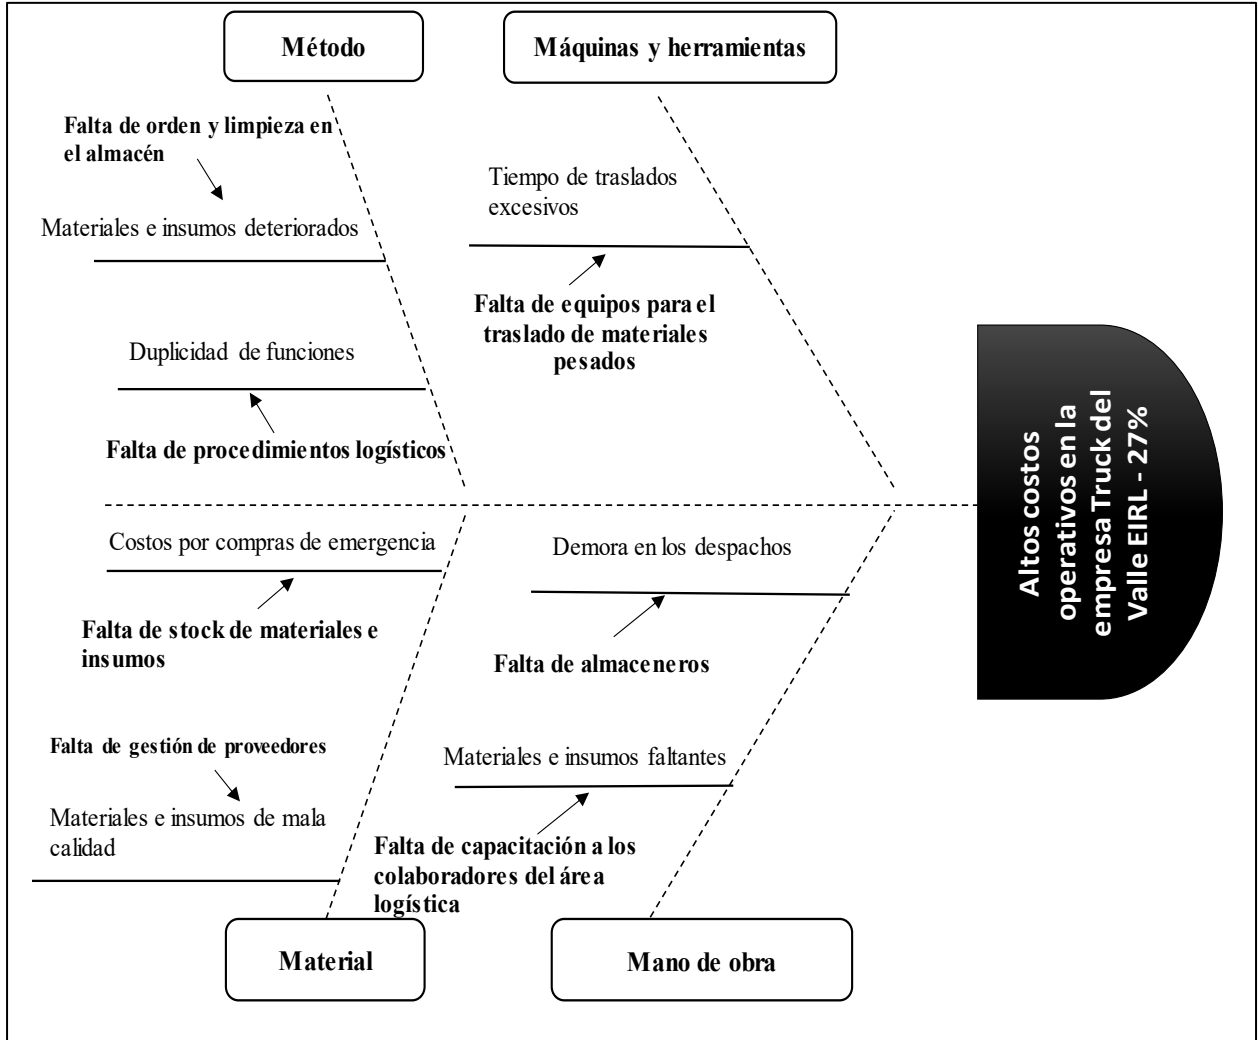 Método
Máquinas y herramientas
Falta de orden y limpieza en
el almacén
Materiales e insumos deteriorados
Duplicidad de funciones
Falta de procedimientos logísticos
Tiempo de traslados
excesivos
Falta de equipos para el
traslado de materiales
pesados
Costos por compras de emergencia
Falta de stock de materiales e
insumos
Falta de gestión de proveedores
Materiales e insumos de mala
calidad
Demora en los despachos
Falta de almaceneros
Materiales e insumos faltantes
Falta de capacitación a los
colaboradores del área
logística
Material
Mano de obra
Altos costos
operativos en la
empresa Truck del
Valle EIRL - 27%